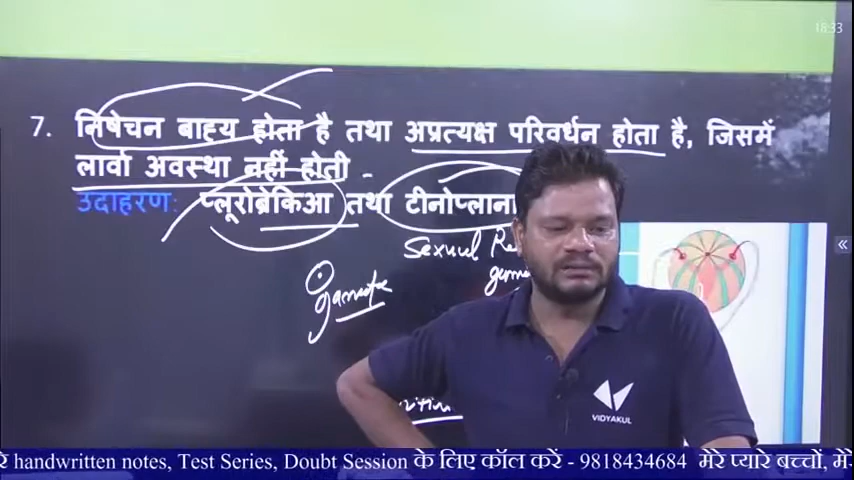 18:33
7. निषेचन बाह्य होता है तथा अप्रत्यक्ष परिवर्धन होता है, जिसमें
लार्वा अवस्था नहीं होती
उदाहरण: प्लूरोब्रेकिआ तथा टीनोप्लाना
Sexual
gamete
VIDYAKUL
handwritten notes, Test Series, Doubt Session के लिए कॉल करें - 9818434684 मेरे प्यारे बच्चों,